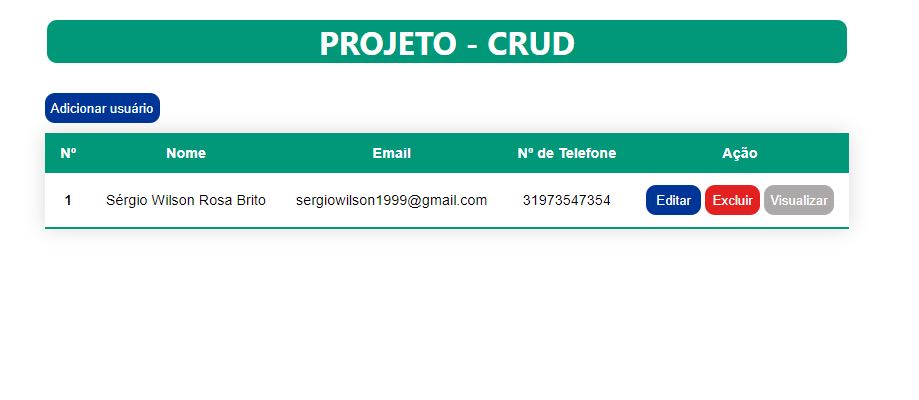 PROJETO - CRUD
Adicionar usuário
Nº Nome Email Nº de Telefone Ação
1 Sérgio Wilson Rosa Brito sergiowilson1999@gmail.com 31973547354 Editar Excluir Visualizar